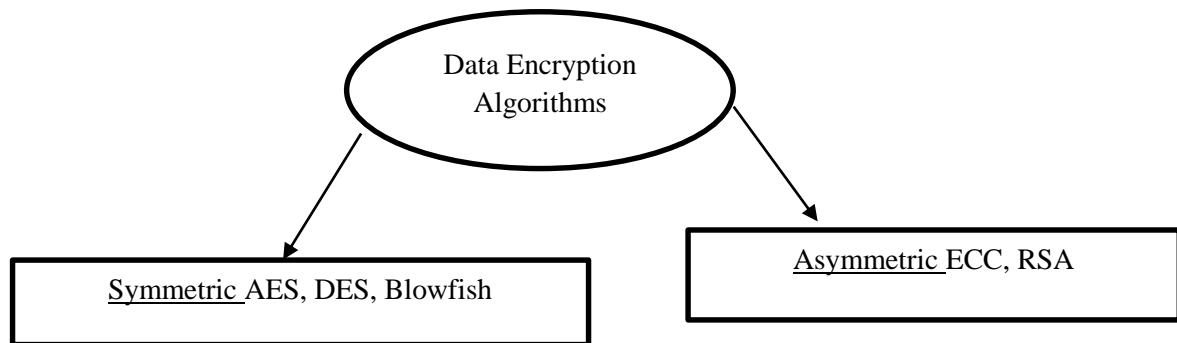 Data Encryption
Algorithms
Symmetric AES, DES, Blowfish
Asymmetric ECC, RSA